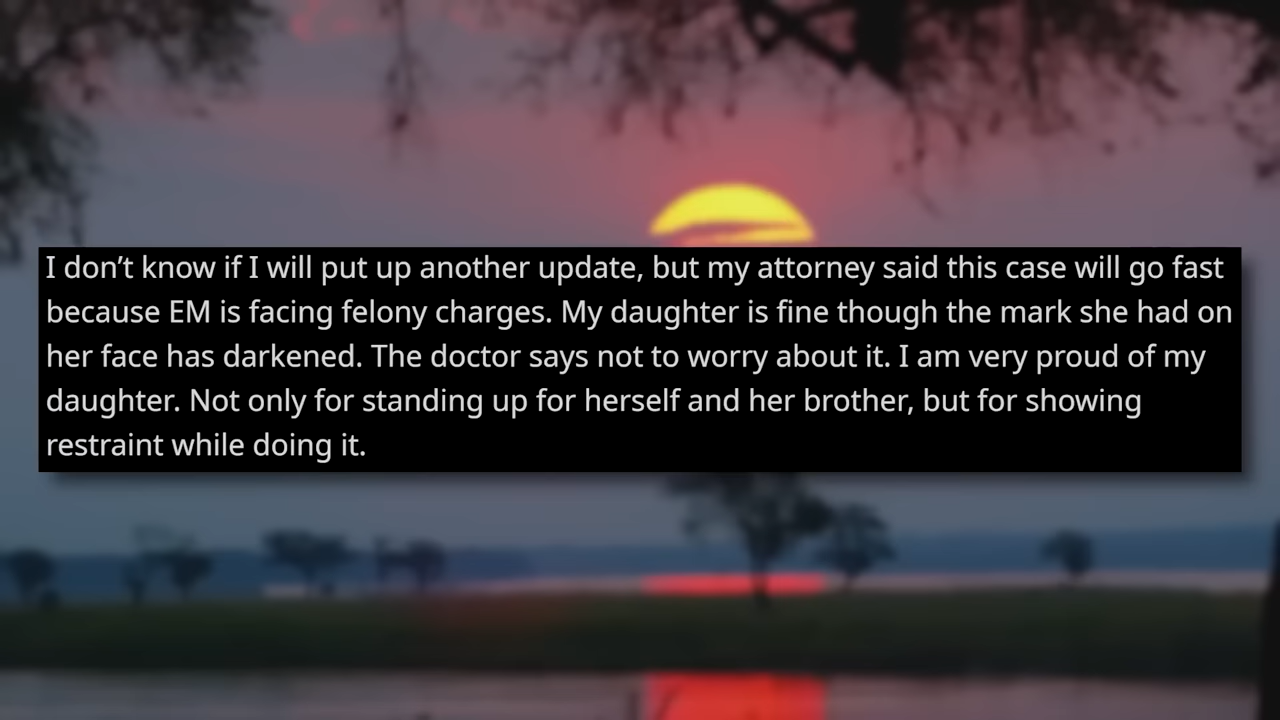 I don’t know if I will put up another update, but my attorney said this case will go fast
because EM is facing felony charges. My daughter is fine though the mark she had on
her face has darkened. The doctor says not to worry about it. I am very proud of my
daughter. Not only for standing up for herself and her brother, but for showing
restraint while doing it.